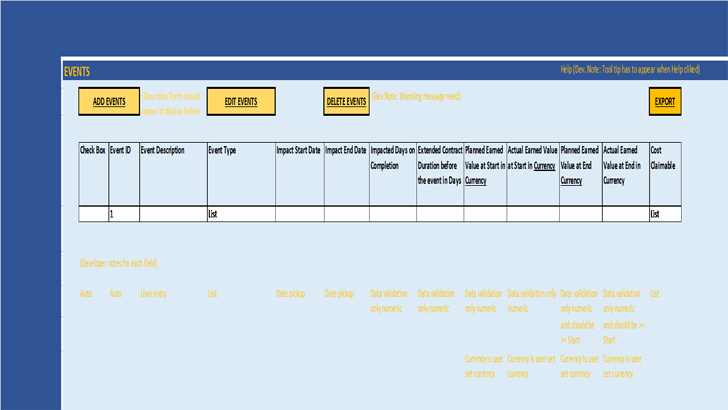 EVENTS
Help (Dev. Note: Tool tip has to appear when Help cliked)
ADD EVENTS
(Dev.note: Form should
appear to dispaly below)
EDIT EVENTS
DELETE EVENTS
(Dev.Note: Warning message need)
EXPORT
Check Box
Event ID
Event Description
Event Type
Impact Start Date
Impact End Date
Impacted Days on
Completion
Extended Contract
Duration before
the event in Days
Planned Earned
Value at Start in
Currency
Actual Earned Value
at Start in Currency
Planned Earned
Value at End
Currency
Actual Earned
Value at End in
Currency
Cost
Claimable
1
List
List
(Developer notes for each field)
Auto
Auto
User entry
List
Date pickup
Date pickup
Data validation
only numeric
Data validation
only numeric
Data validation
only numeric
Currency is user
set currency
Data validation only
numeric
Currency is user set
currency
Data validation
only numeric
and should be
>= Start
Currency is user
set currency
Data validation
only numeric
and should be >=
Start
Currency is user
set currency
List